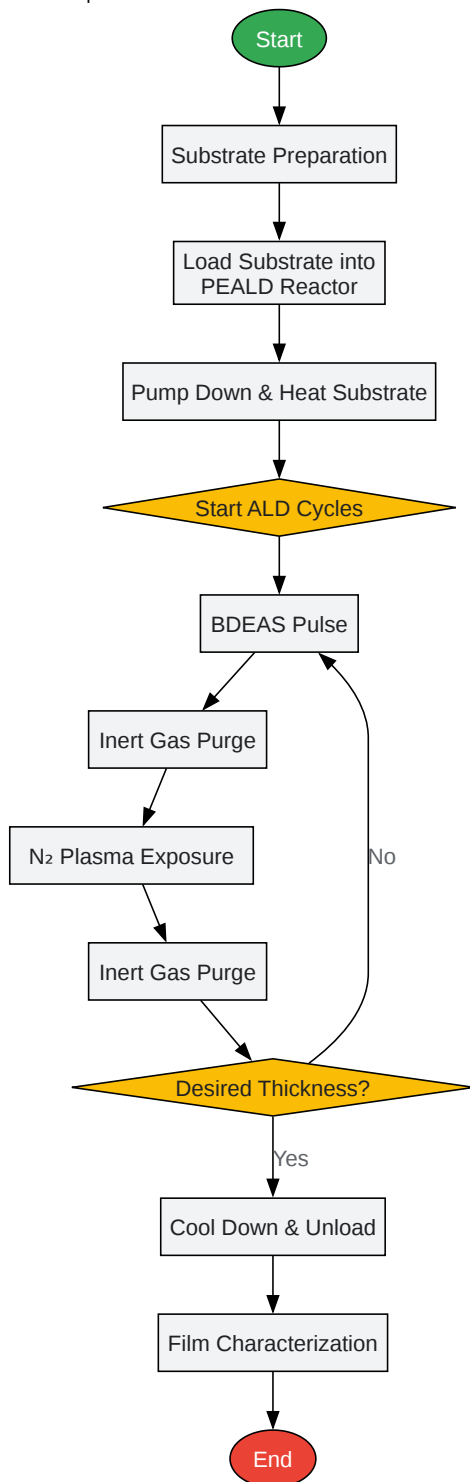 Start
Substrate Preparation
Load Substrate into
PEALD Reactor
Pump Down & Heat Substrate
Start ALD Cycles
BDEAS Pulse
Inert Gas Purge
N₂ Plasma Exposure
No
Inert Gas Purge
Desired Thickness?
Yes
Cool Down & Unload
Film Characterization
End